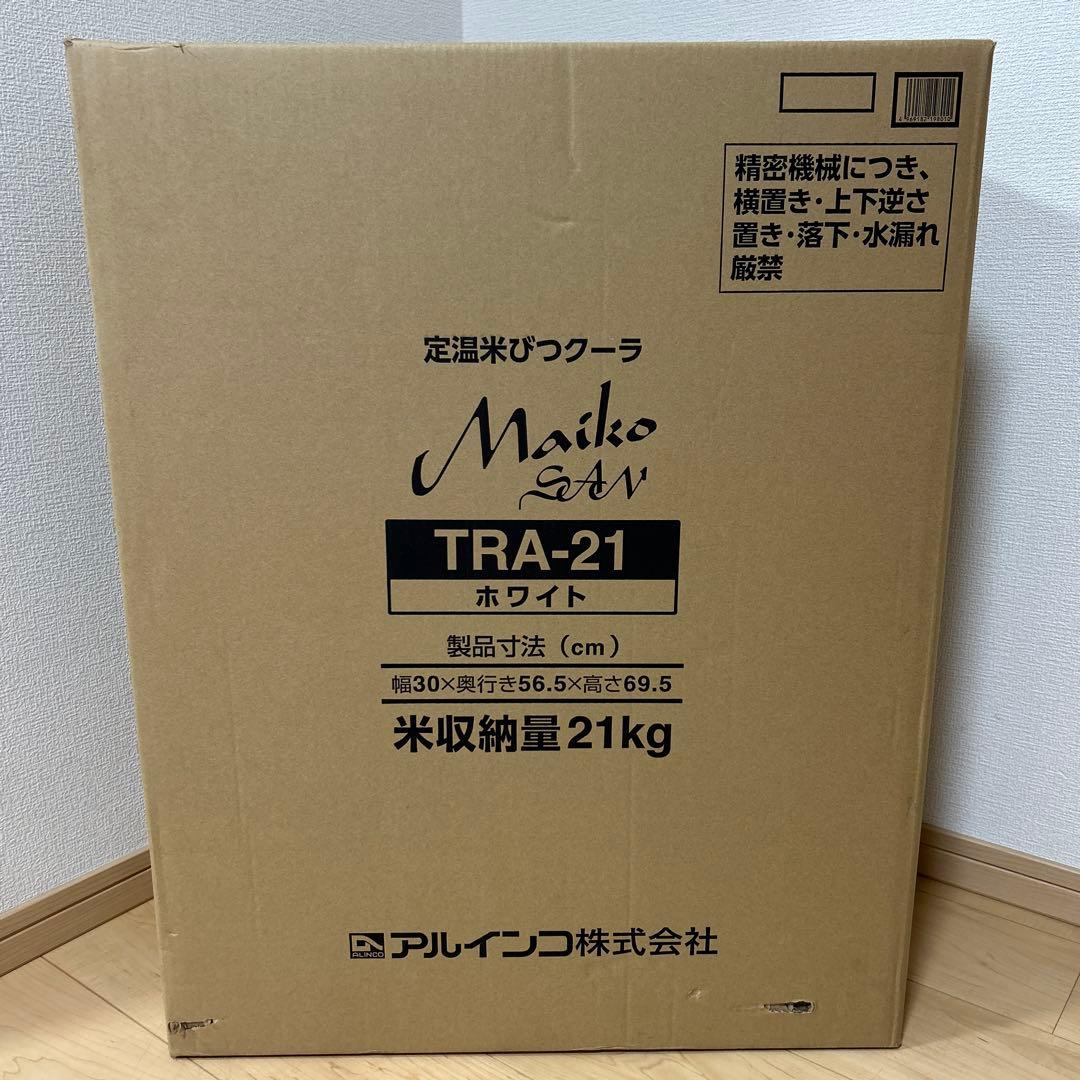 4969182198010
精密機械につき、
横置き・上下逆さ
置き・落下・水漏れ
厳禁
定温米びつクーラ
Maiko
SAN
TRA-21
ホワイト
製品寸法（cm）
幅30×奥行き56.5×高さ69.5
米収納量21kg
ALINCO
アルインコ株式会社